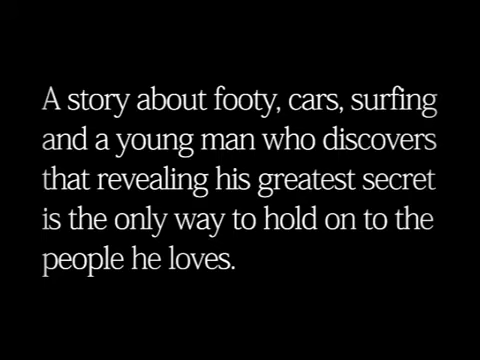 A story about footy, cars, surfing
and a young man who discovers
that revealing his greatest secret
is the only way to hold on to the
people he loves.